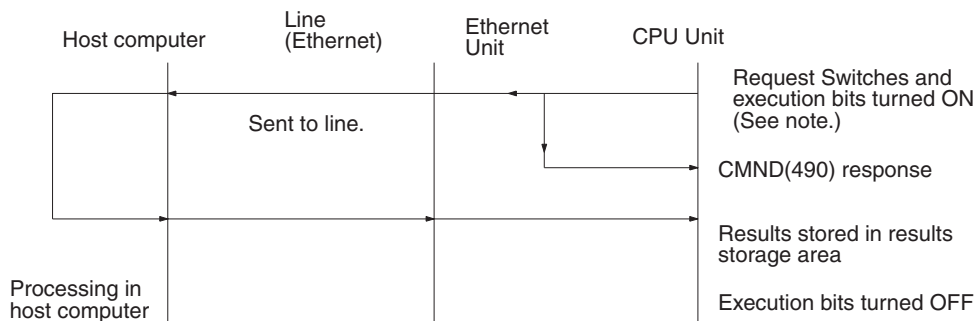 Host computer
Line
(Ethernet)
Ethernet
Unit
CPU Unit
Request Switches and
execution bits turned ON
(See note.)
Sent to line.
CMND(490) response
Results stored in results
storage area
Processing in
host computer
Execution bits turned OFF